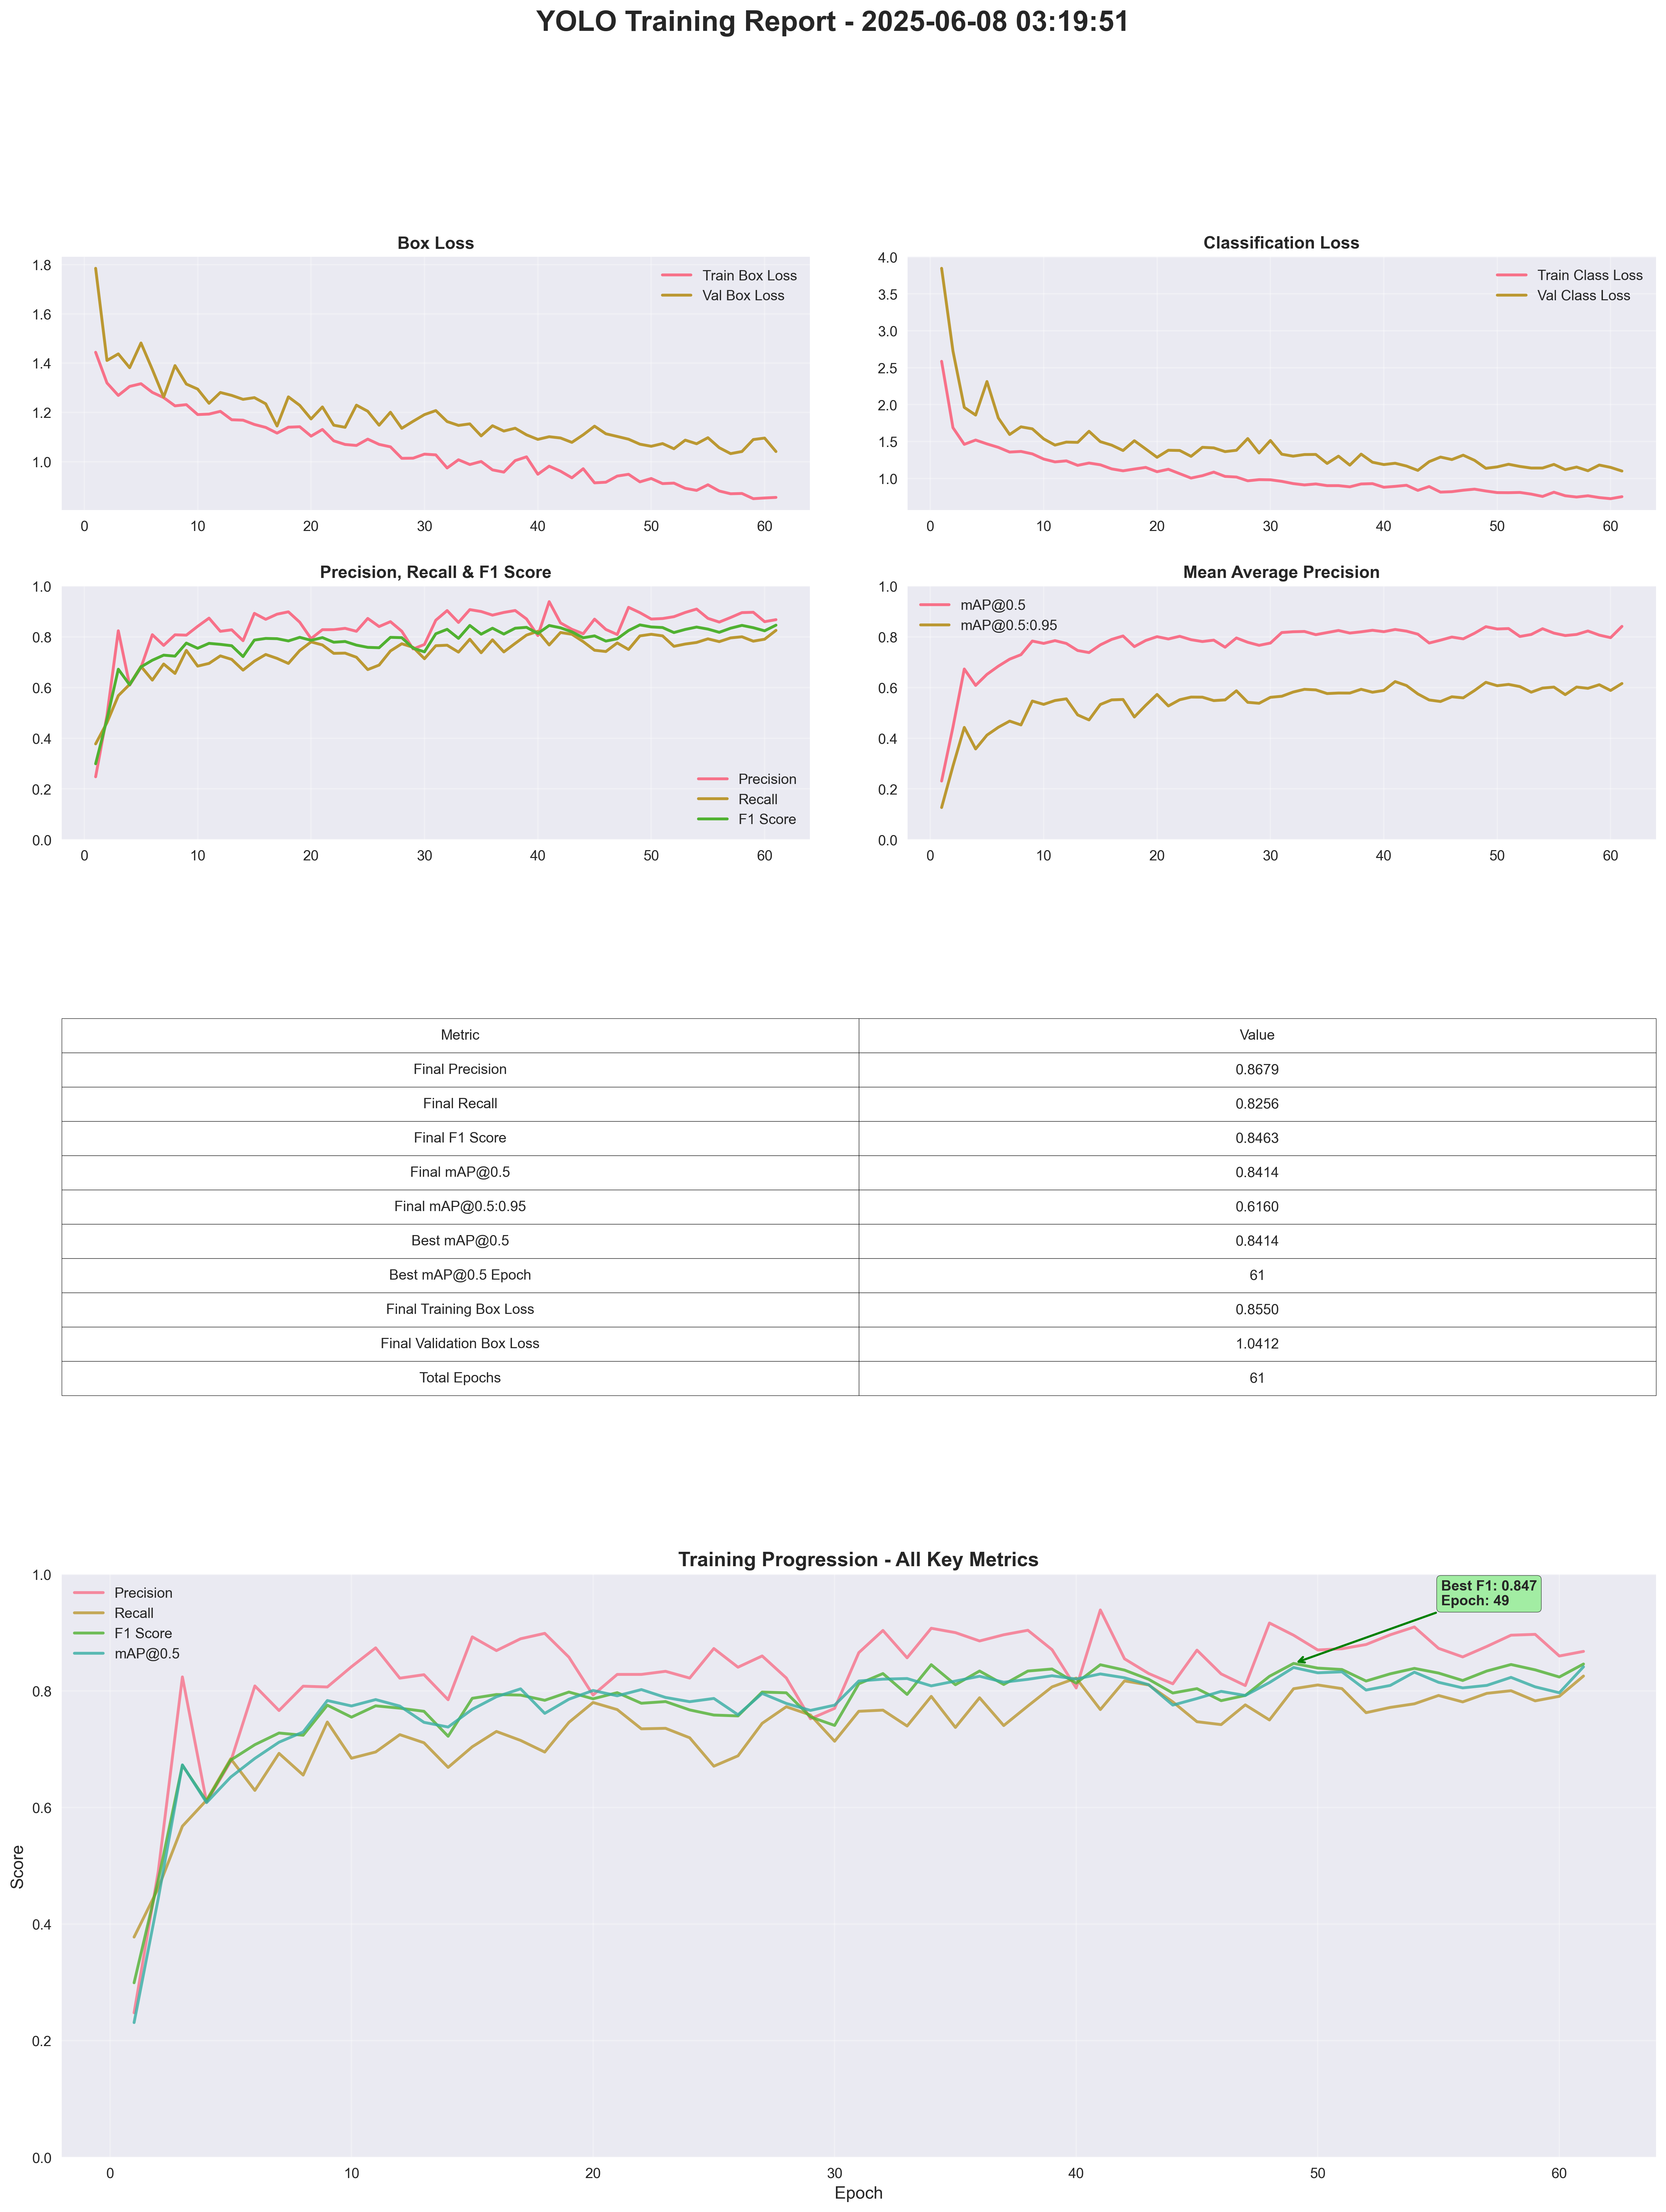 YOLO Training Report - 2025-06-08 03:19:51
Box Loss
1.8
1.6
1.4
1.2
1.0
Train Box Loss
Val Box Loss
0 10 20 30 40 50 60
Classification Loss
4.0
3.5
3.0
2.5
2.0
1.5
1.0
Train Class Loss
Val Class Loss
0 10 20 30 40 50 60
Precision, Recall & F1 Score
1.0
0.8
0.6
0.4
0.2
0.0
Precision
Recall
F1 Score
0 10 20 30 40 50 60
Mean Average Precision
1.0
0.8
0.6
0.4
0.2
0.0
mAP@0.5
mAP@0.5:0.95
0 10 20 30 40 50 60
Metric Value
Final Precision 0.8679
Final Recall 0.8256
Final F1 Score 0.8463
Final mAP@0.5 0.8414
Final mAP@0.5:0.95 0.6160
Best mAP@0.5 0.8414
Best mAP@0.5 Epoch 61
Final Training Box Loss 0.8550
Final Validation Box Loss 1.0412
Total Epochs 61
Training Progression - All Key Metrics
1.0
0.8
0.6
0.4
0.2
0.0
Score
Precision
Recall
F1 Score
mAP@0.5
Best F1: 0.847
Epoch: 49
0 10 20 30 40 50 60
Epoch